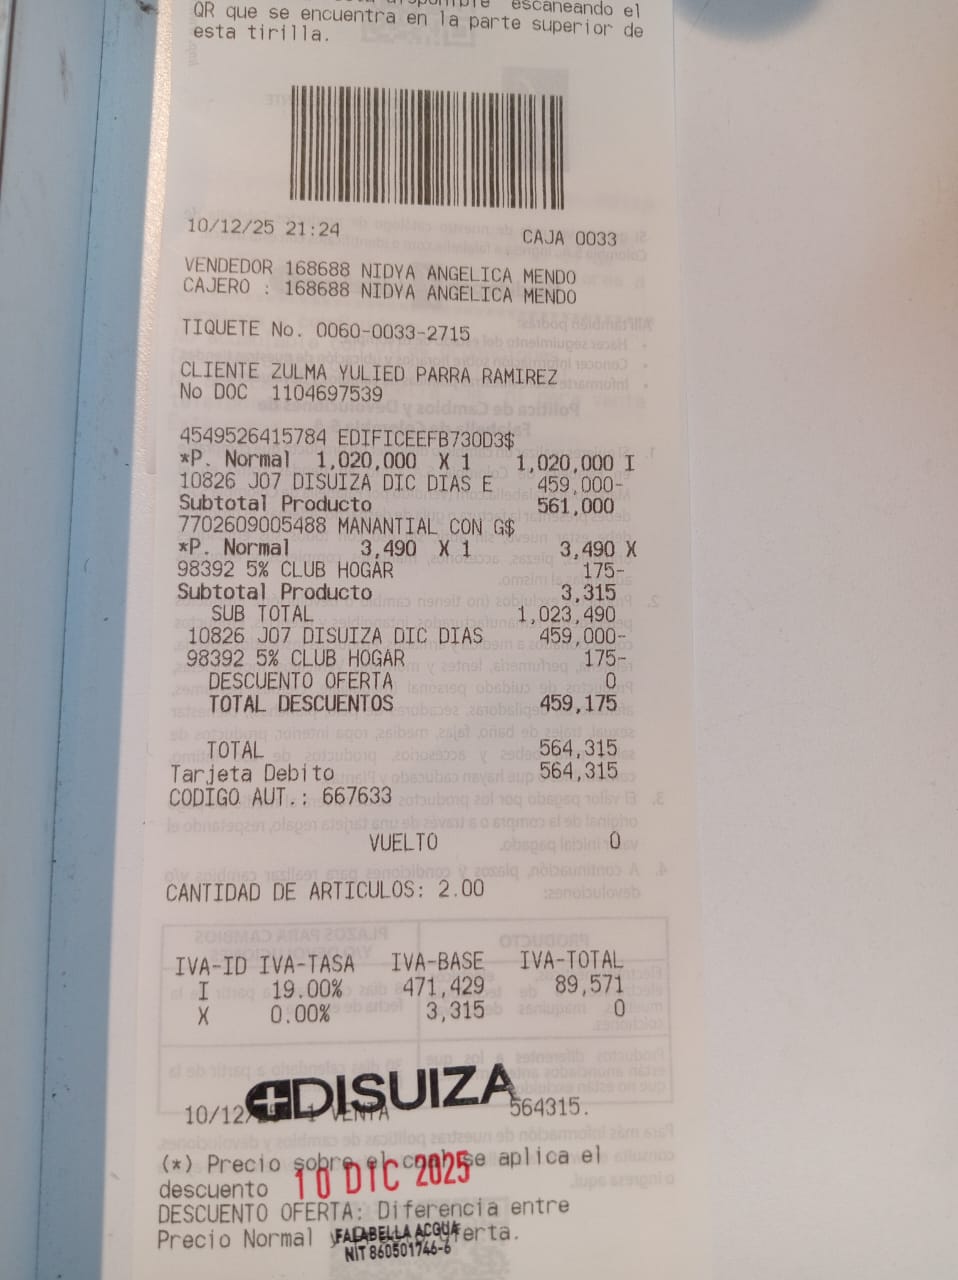 escaneando el
QR que se encuentra en la parte superior de
esta tirilla.
10/12/25 21:24 CAJA 0033
VENDEDOR 168688 NIDYA ANGELICA MENDO
CAJERO : 168688 NIDYA ANGELICA MENDO
TIQUETE No. 0060-0033-2715
CLIENTE ZULMA YULIED PARRA RAMIREZ
No DOC 1104697539
4549526415784 EDIFICEEFB730D3$
*P. Normal 1,020,000 X 1 1,020,000 I
10826 J07 DISUIZA DIC DIAS E 459,000-
Subtotal Producto 561,000
7702609005488 MANANTIAL CON G$
*P. Normal 3,490 X 1 3,490 X
98392 5% CLUB HOGAR 175-
Subtotal Producto 3,315
SUB TOTAL 1,023,490
10826 J07 DISUIZA DIC DIAS 459,000-
98392 5% CLUB HOGAR 175-
DESCUENTO OFERTA 0
TOTAL DESCUENTOS 459,175
TOTAL 564,315
Tarjeta Debito 564,315
CODIGO AUT.: 667633
VUELTO 0
CANTIDAD DE ARTICULOS: 2.00
IVA-ID IVA-TASA IVA-BASE IVA-TOTAL
I 19.00% 471,429 89,571
X 0.00% 3,315 0
DISUIZA
10/12/ VENTA 564315.
(*) Precio sobre el se aplica el
10 DIC 2025
descuento
DESCUENTO OFERTA: Diferencia entre
Precio Normal
FALABELLA ACQUA
NIT 860501746-6